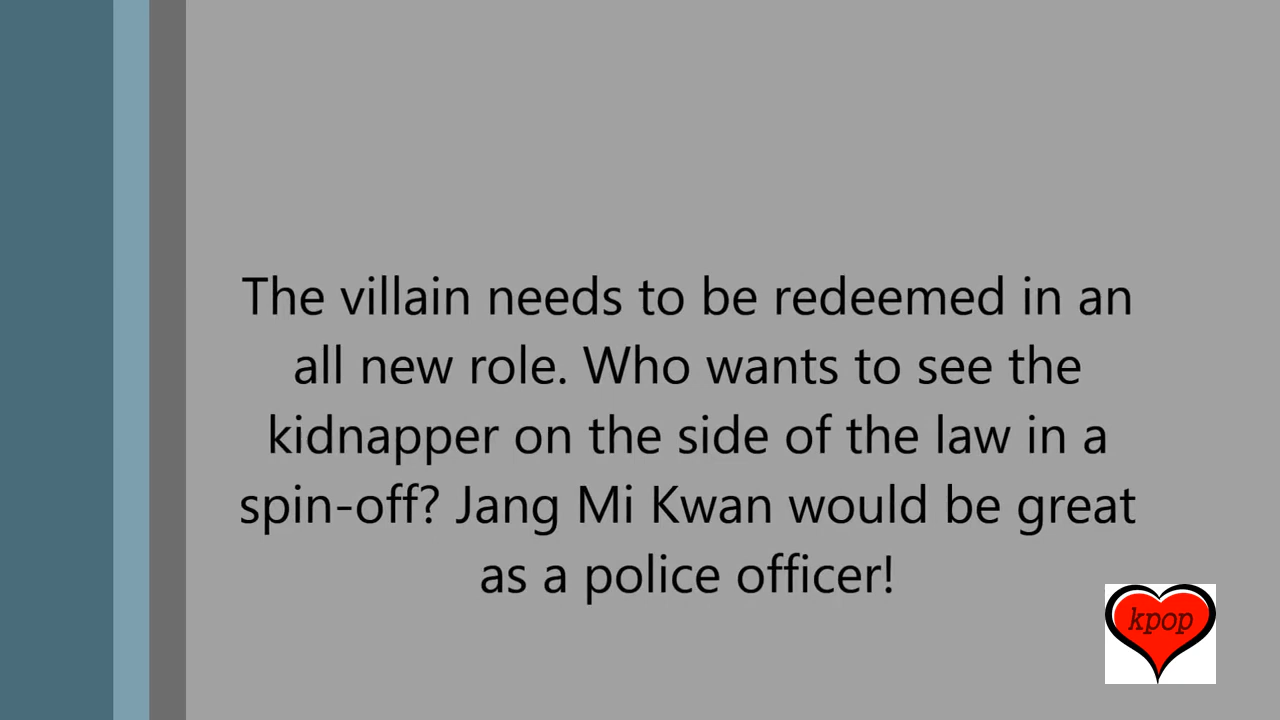 The villain needs to be redeemed in an
all new role. Who wants to see the
kidnapper on the side of the law in a
spin-off? Jang Mi Kwan would be great
as a police officer!
kpop